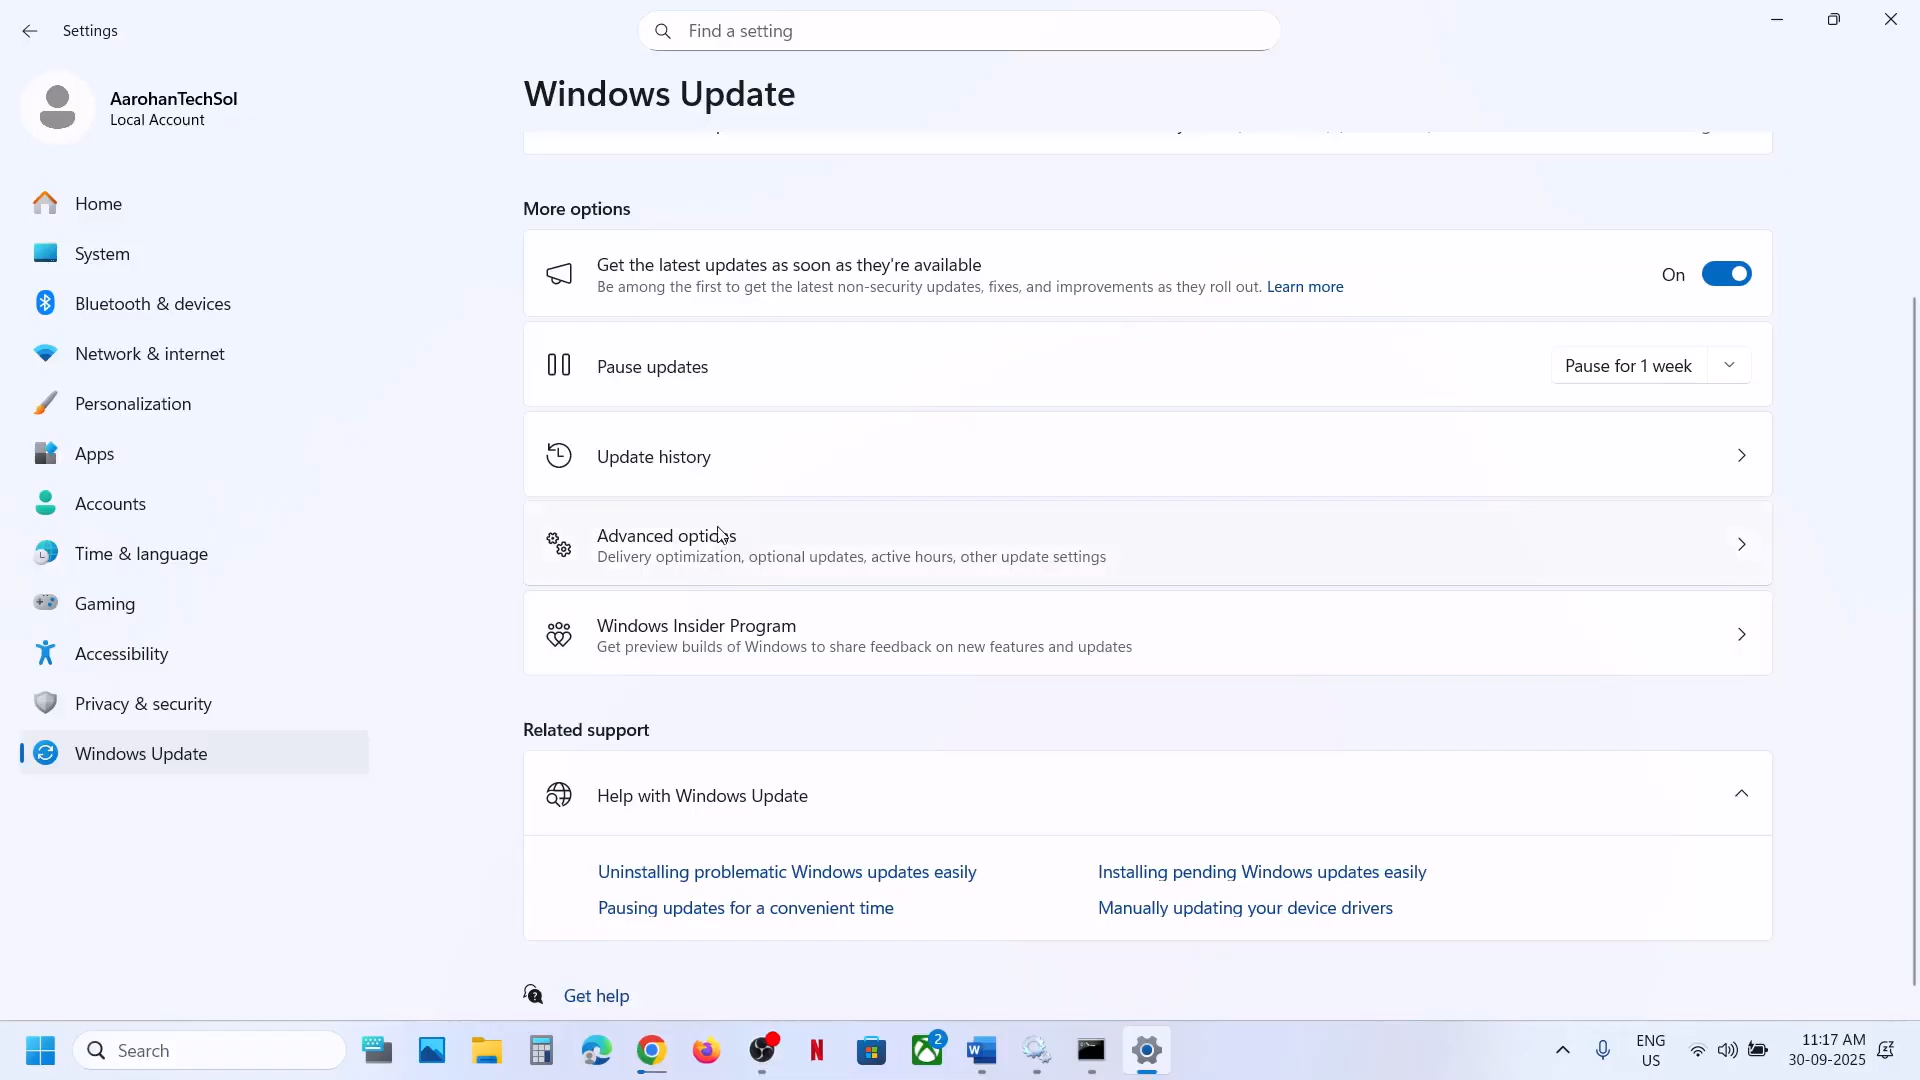 Settings
Find a setting
AarohanTechSol
Local Account
Windows Update
Home
System
Bluetooth & devices
Network & internet
Personalization
Apps
Accounts
Time & language
Gaming
Accessibility
Privacy & security
Windows Update
More options
Get the latest updates as soon as they're available
Be among the first to get the latest non-security updates, fixes, and improvements as they roll out. Learn more
On
Pause updates
Pause for 1 week
Update history
Advanced options
Delivery optimization, optional updates, active hours, other update settings
Windows Insider Program
Get preview builds of Windows to share feedback on new features and updates
Related support
Help with Windows Update
Uninstalling problematic Windows updates easily
Installing pending Windows updates easily
Pausing updates for a convenient time
Manually updating your device drivers
Get help
Search
N
2
W
ENG
US
11:17 AM
30-09-2025